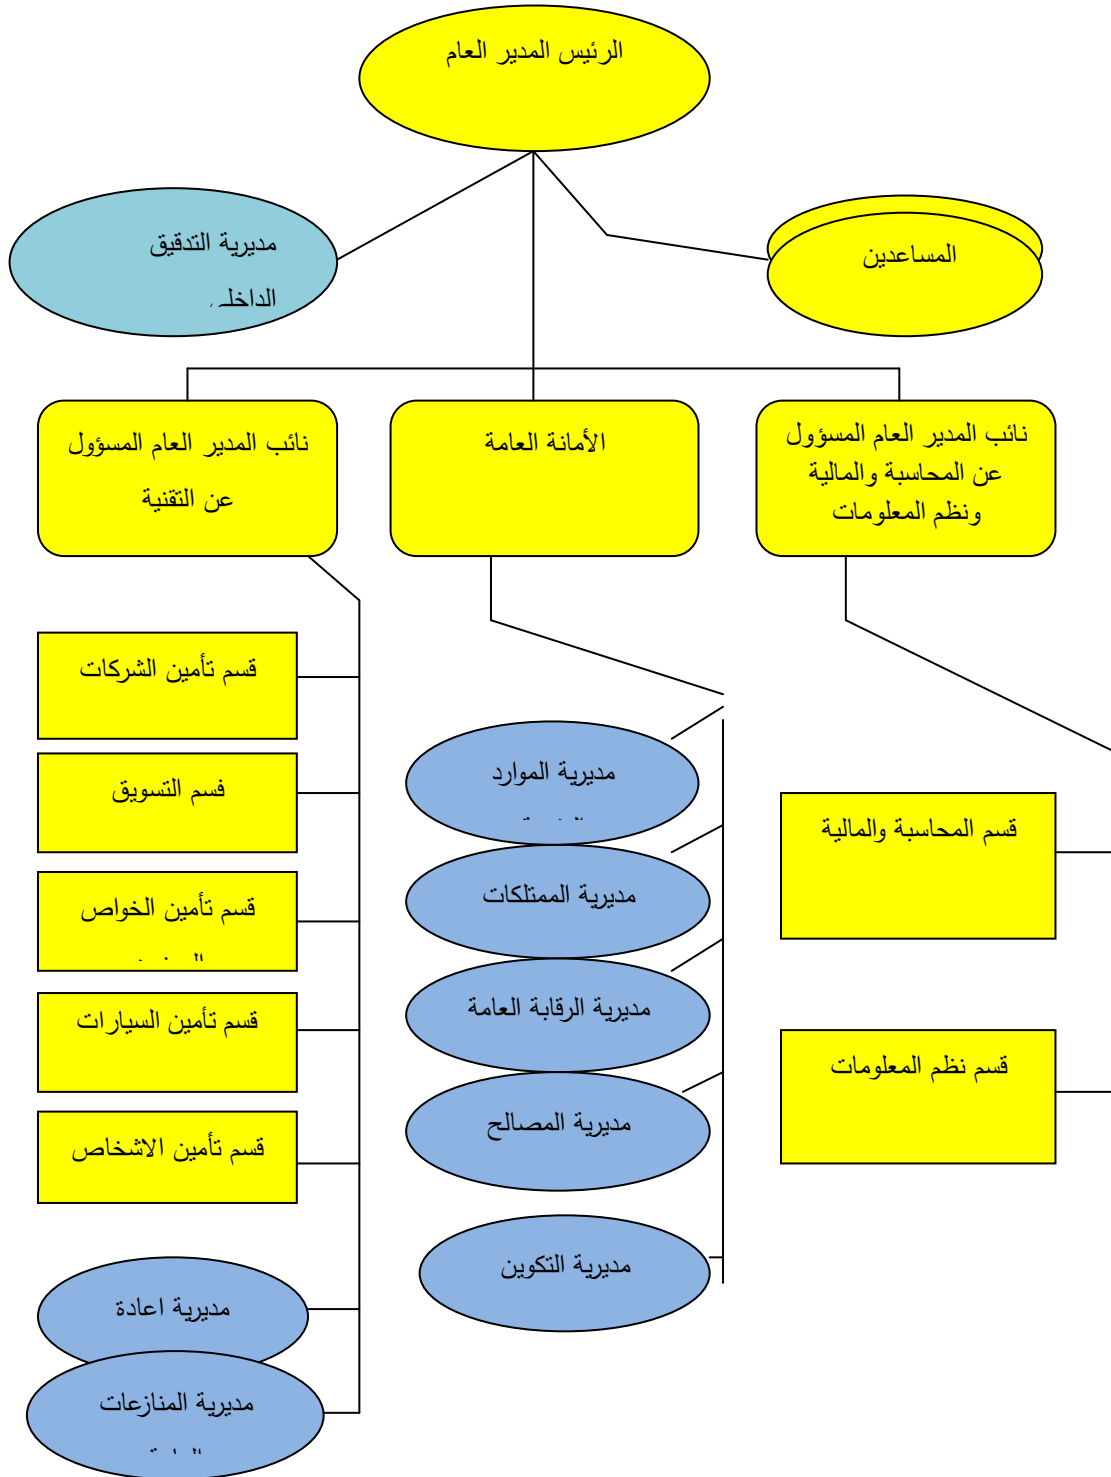 الرئيس المدير العام
المساعدين
مديرية التدقيق
الداخلي
نائب المدير العام المسؤول
عن المحاسبة والمالية
ونظم المعلومات
الأمانة العامة
نائب المدير العام المسؤول
عن التقنية
قسم المحاسبة والمالية
قسم نظم المعلومات
مديرية الموارد
مديرية الممتلكات
مديرية الرقابة العامة
مديرية المصالح
مديرية التكوين
قسم تأمين الشركات
فسم التسويق
قسم تأمين الخواص
قسم تأمين السيارات
قسم تأمين الاشخاص
مديرية اعادة
مديرية المنازعات